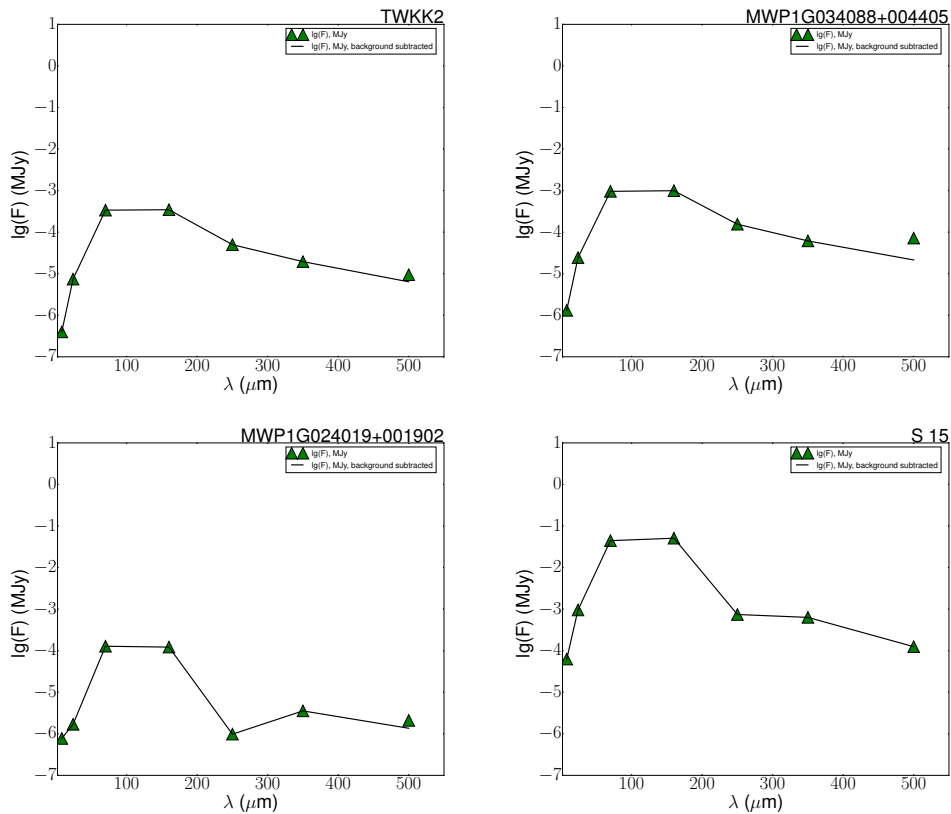 TWKK2
lg(F), MJy
lg(F), MJy, background subtracted
lg(F) (MJy)
1
0
−1
−2
−3
−4
−5
−6
−7
100 200 300 400 500
λ (μm)
MWP1G034088+004405
lg(F), MJy
lg(F), MJy, background subtracted
lg(F) (MJy)
1
0
−1
−2
−3
−4
−5
−6
−7
100 200 300 400 500
λ (μm)
MWP1G024019+001902
lg(F), MJy
lg(F), MJy, background subtracted
lg(F) (MJy)
1
0
−1
−2
−3
−4
−5
−6
−7
100 200 300 400 500
λ (μm)
S 15
lg(F), MJy
lg(F), MJy, background subtracted
lg(F) (MJy)
1
0
−1
−2
−3
−4
−5
−6
−7
100 200 300 400 500
λ (μm)